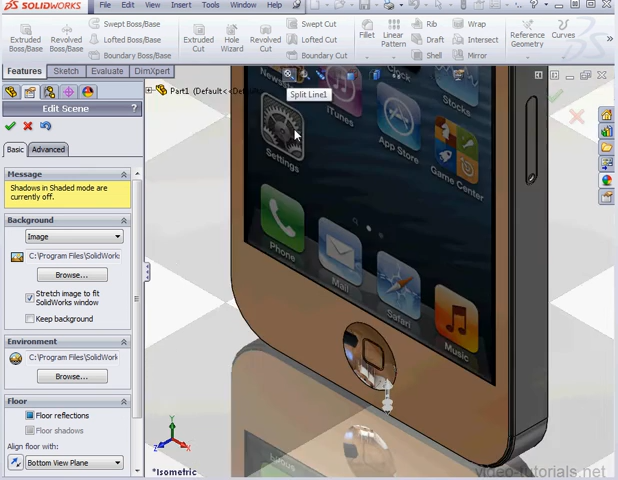 SOLIDWORKS
File Edit View Insert Tools Window Help
Extruded Boss/Base
Revolved Boss/Base
Swept Boss/Base
Lofted Boss/Base
Boundary Boss/Base
Extruded Cut
Hole Wizard
Revolved Cut
Swept Cut
Lofted Cut
Boundary Cut
Fillet
Linear Pattern
Rib
Draft
Shell
Wrap
Intersect
Mirror
Reference Geometry
Curves
Features Sketch Evaluate DimXpert
Part1 (Default<<Def
Split Line1
Edit Scene
Basic Advanced
Message
Shadows in Shaded mode are
currently off.
Background
Image
C:\Program Files\SolidWork
Browse...
Stretch image to fit
SolidWorks window
Keep background
Environment
C:\Program Files\SolidWork
Browse...
Floor
Floor reflections
Floor shadows
Align floor with:
Bottom View Plane
iTunes
Clock
Stocks
Settings
App Store
Game Center
Phone
Mail
Safari
Music
Y
Z
X
*Isometric
video-tutorials.net